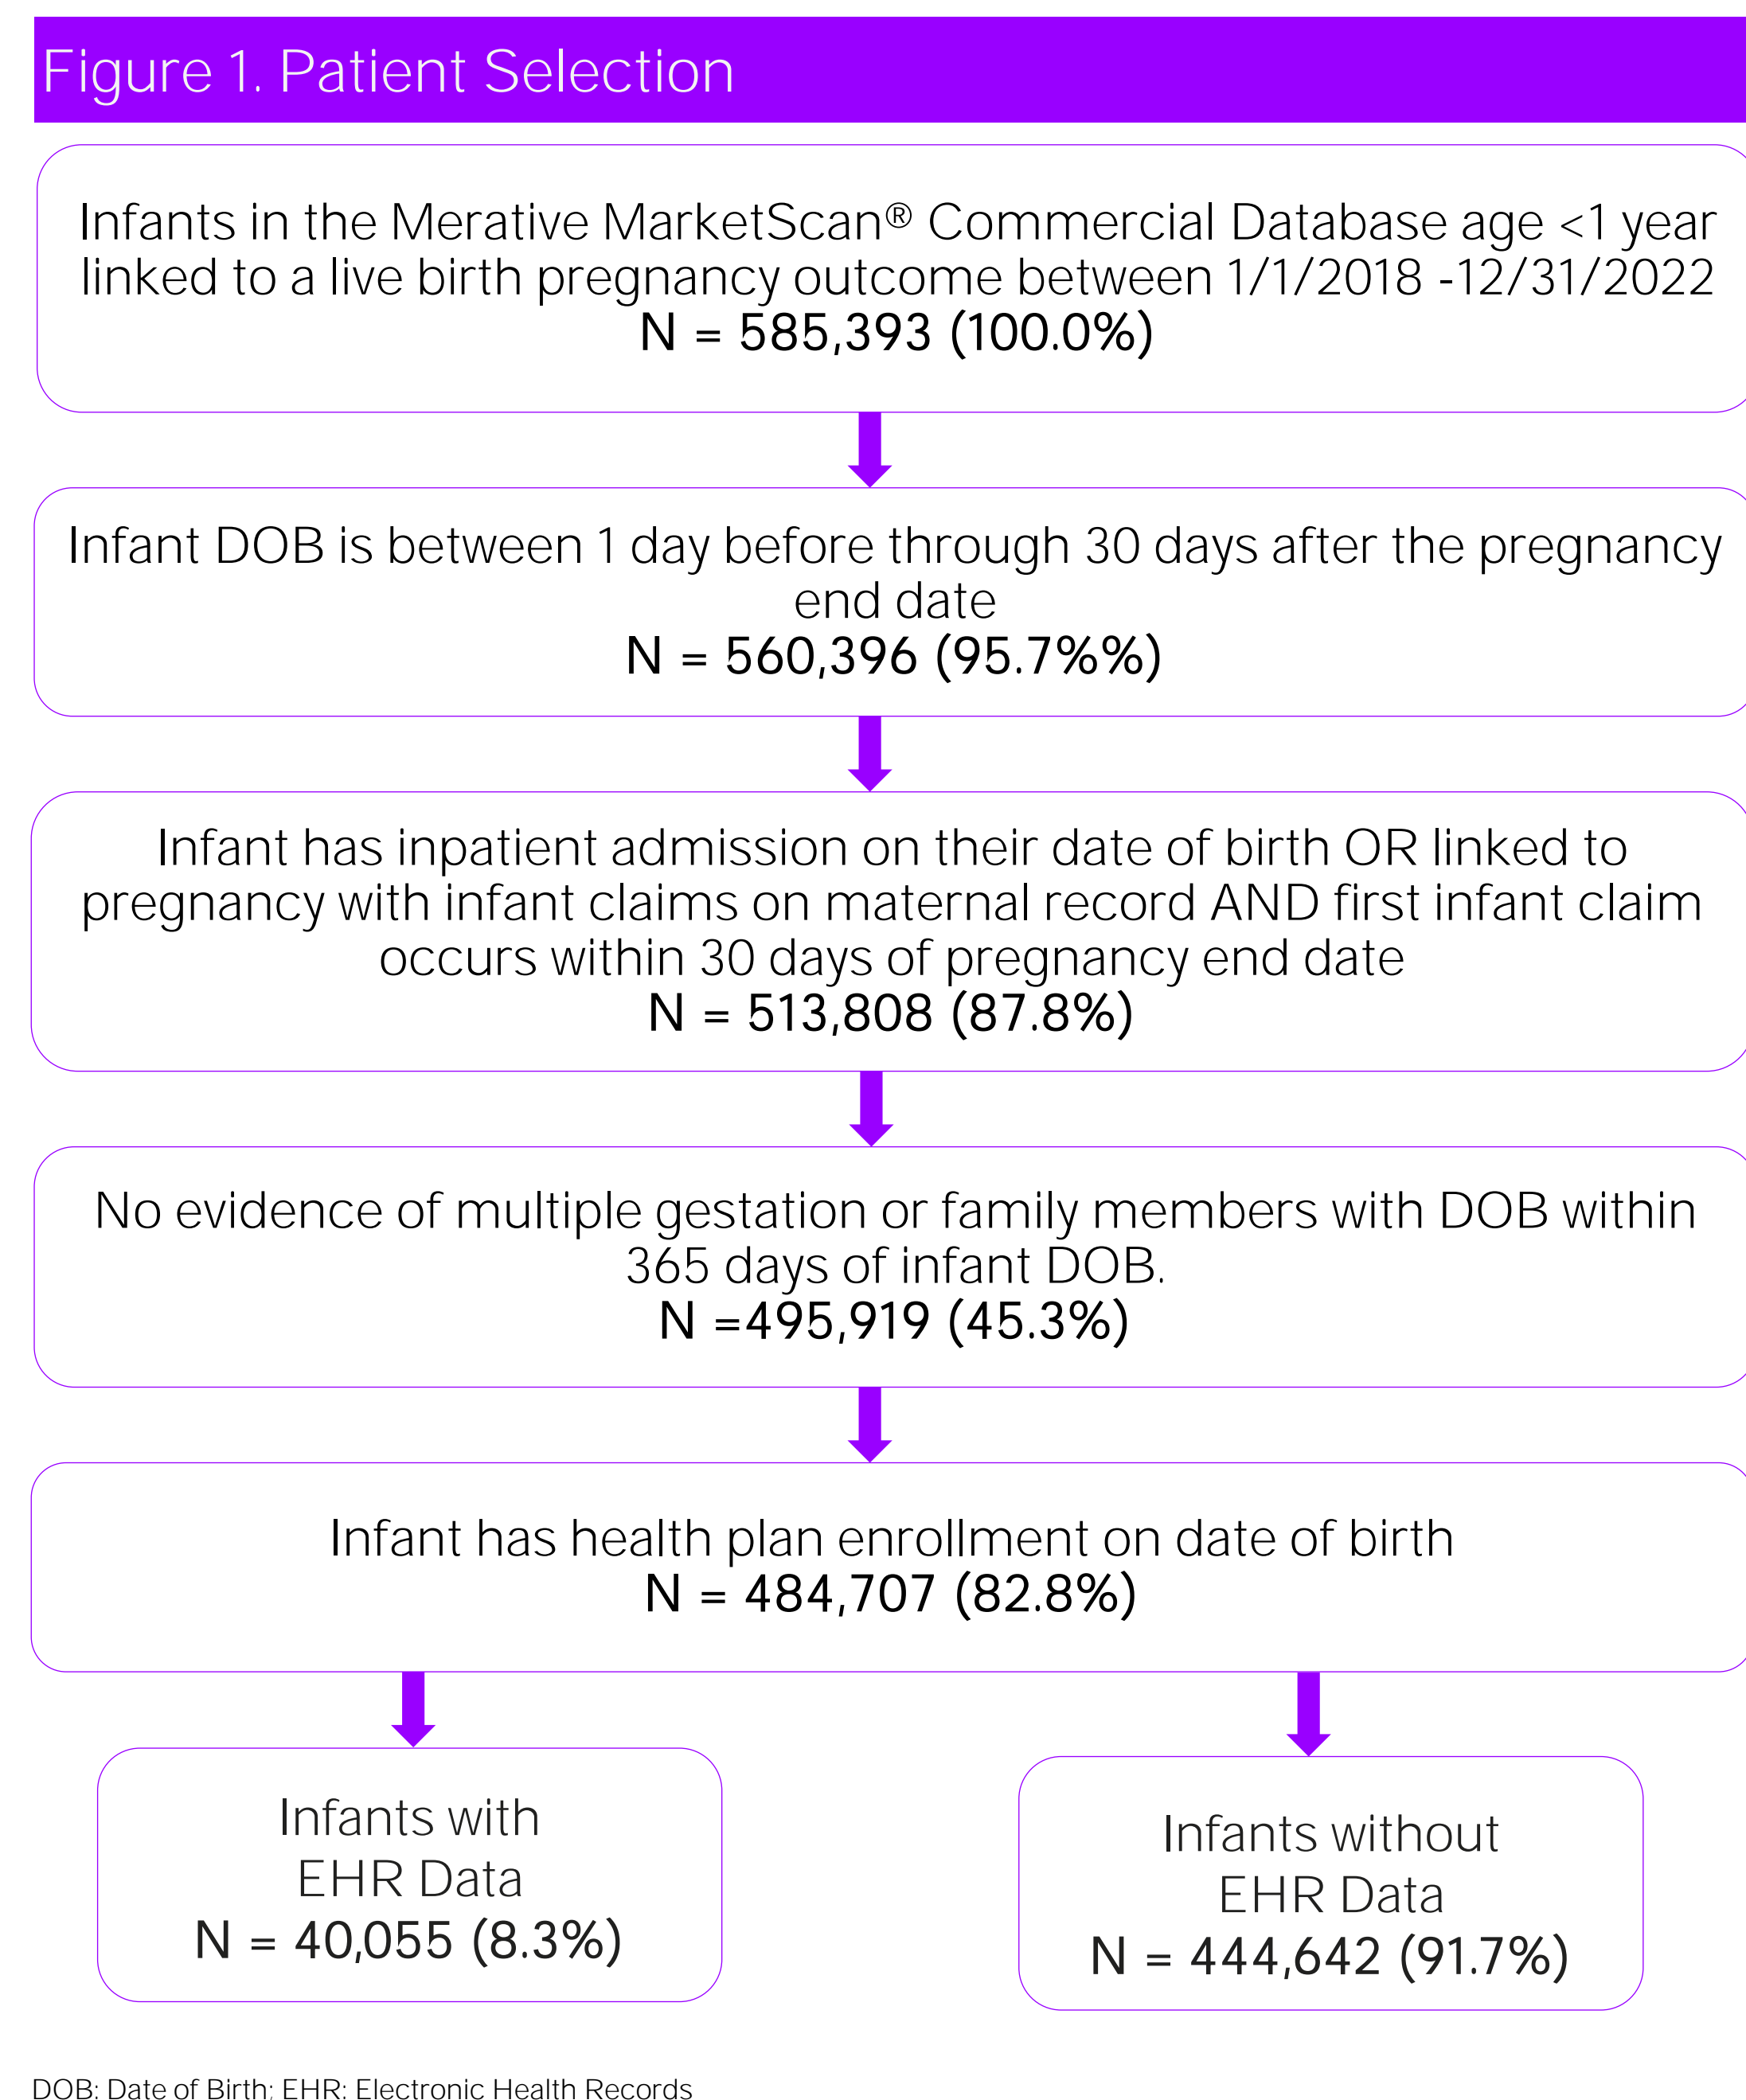 Figure 1. Patient Selection
Infants in the Merative MarketScan® Commercial Database age <1 year
linked to a live birth pregnancy outcome between 1/1/2018 -12/31/2022
N = 585,393 (100.0%)
Infant DOB is between 1 day before through 30 days after the pregnancy
end date
N = 560,396 (95.7%%)
Infant has inpatient admission on their date of birth OR linked to
pregnancy with infant claims on maternal record AND first infant claim
occurs within 30 days of pregnancy end date
N = 513,808 (87.8%)
No evidence of multiple gestation or family members with DOB within
365 days of infant DOB.
N =495,919 (45.3%)
Infant has health plan enrollment on date of birth
N = 484,707 (82.8%)
Infants with
EHR Data
N = 40,055 (8.3%)
Infants without
EHR Data
N = 444,642 (91.7%)
DOB: Date of Birth; EHR: Electronic Health Records